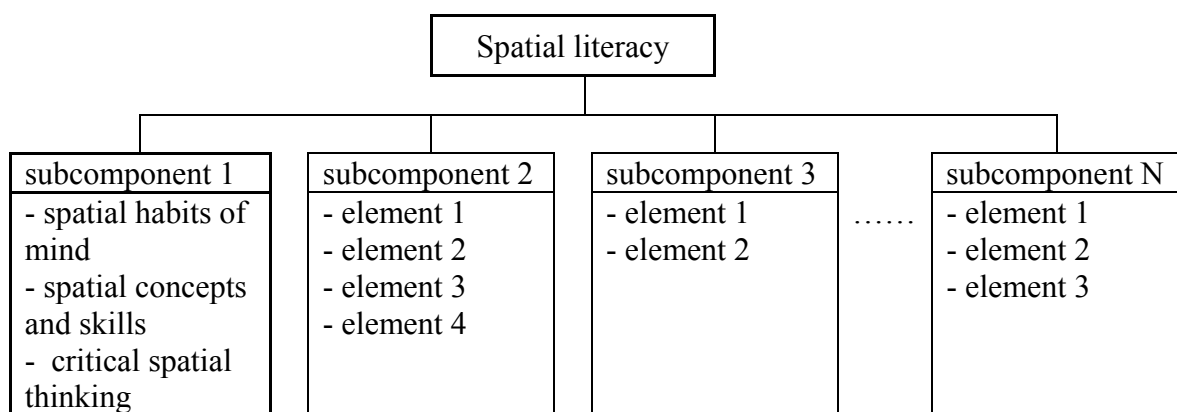 Spatial literacy
subcomponent 1
- spatial habits of
mind
- spatial concepts
and skills
-  critical spatial
thinking
subcomponent 2
- element 1
- element 2
- element 3
- element 4
subcomponent 3
- element 1
- element 2
……
subcomponent N
- element 1
- element 2
- element 3